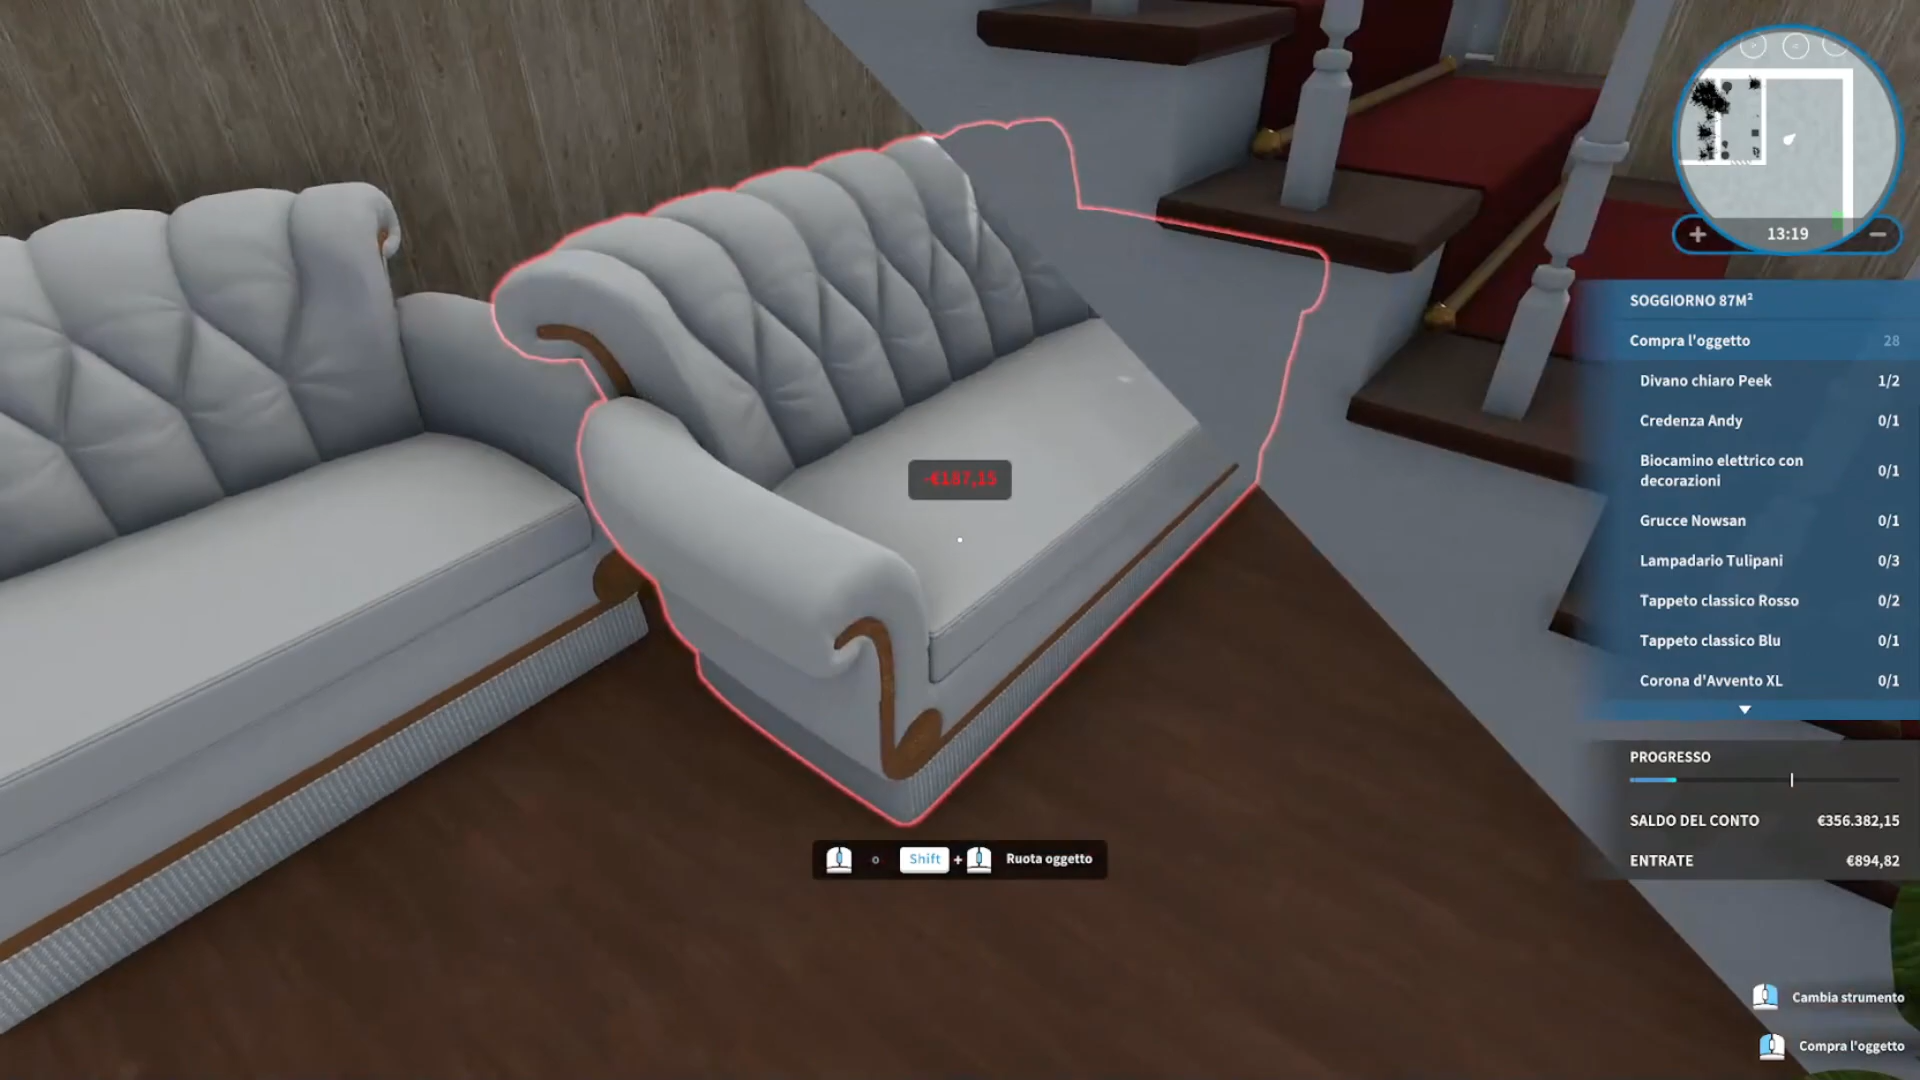 13:19
SOGGIORNO 87M²
Compra l'oggetto 28
Divano chiaro Peek 1/2
Credenza Andy 0/1
Biocamino elettrico con
decorazioni 0/1
Grucce Nowsan 0/1
Lampadario Tulipani 0/3
Tappeto classico Rosso 0/2
Tappeto classico Blu 0/1
Corona d'Avvento XL 0/1
-€187,15
PROGRESSO
SALDO DEL CONTO €356.382,15
ENTRATE €894,82
o Shift + Ruota oggetto
Cambia strumento
Compra l'oggetto